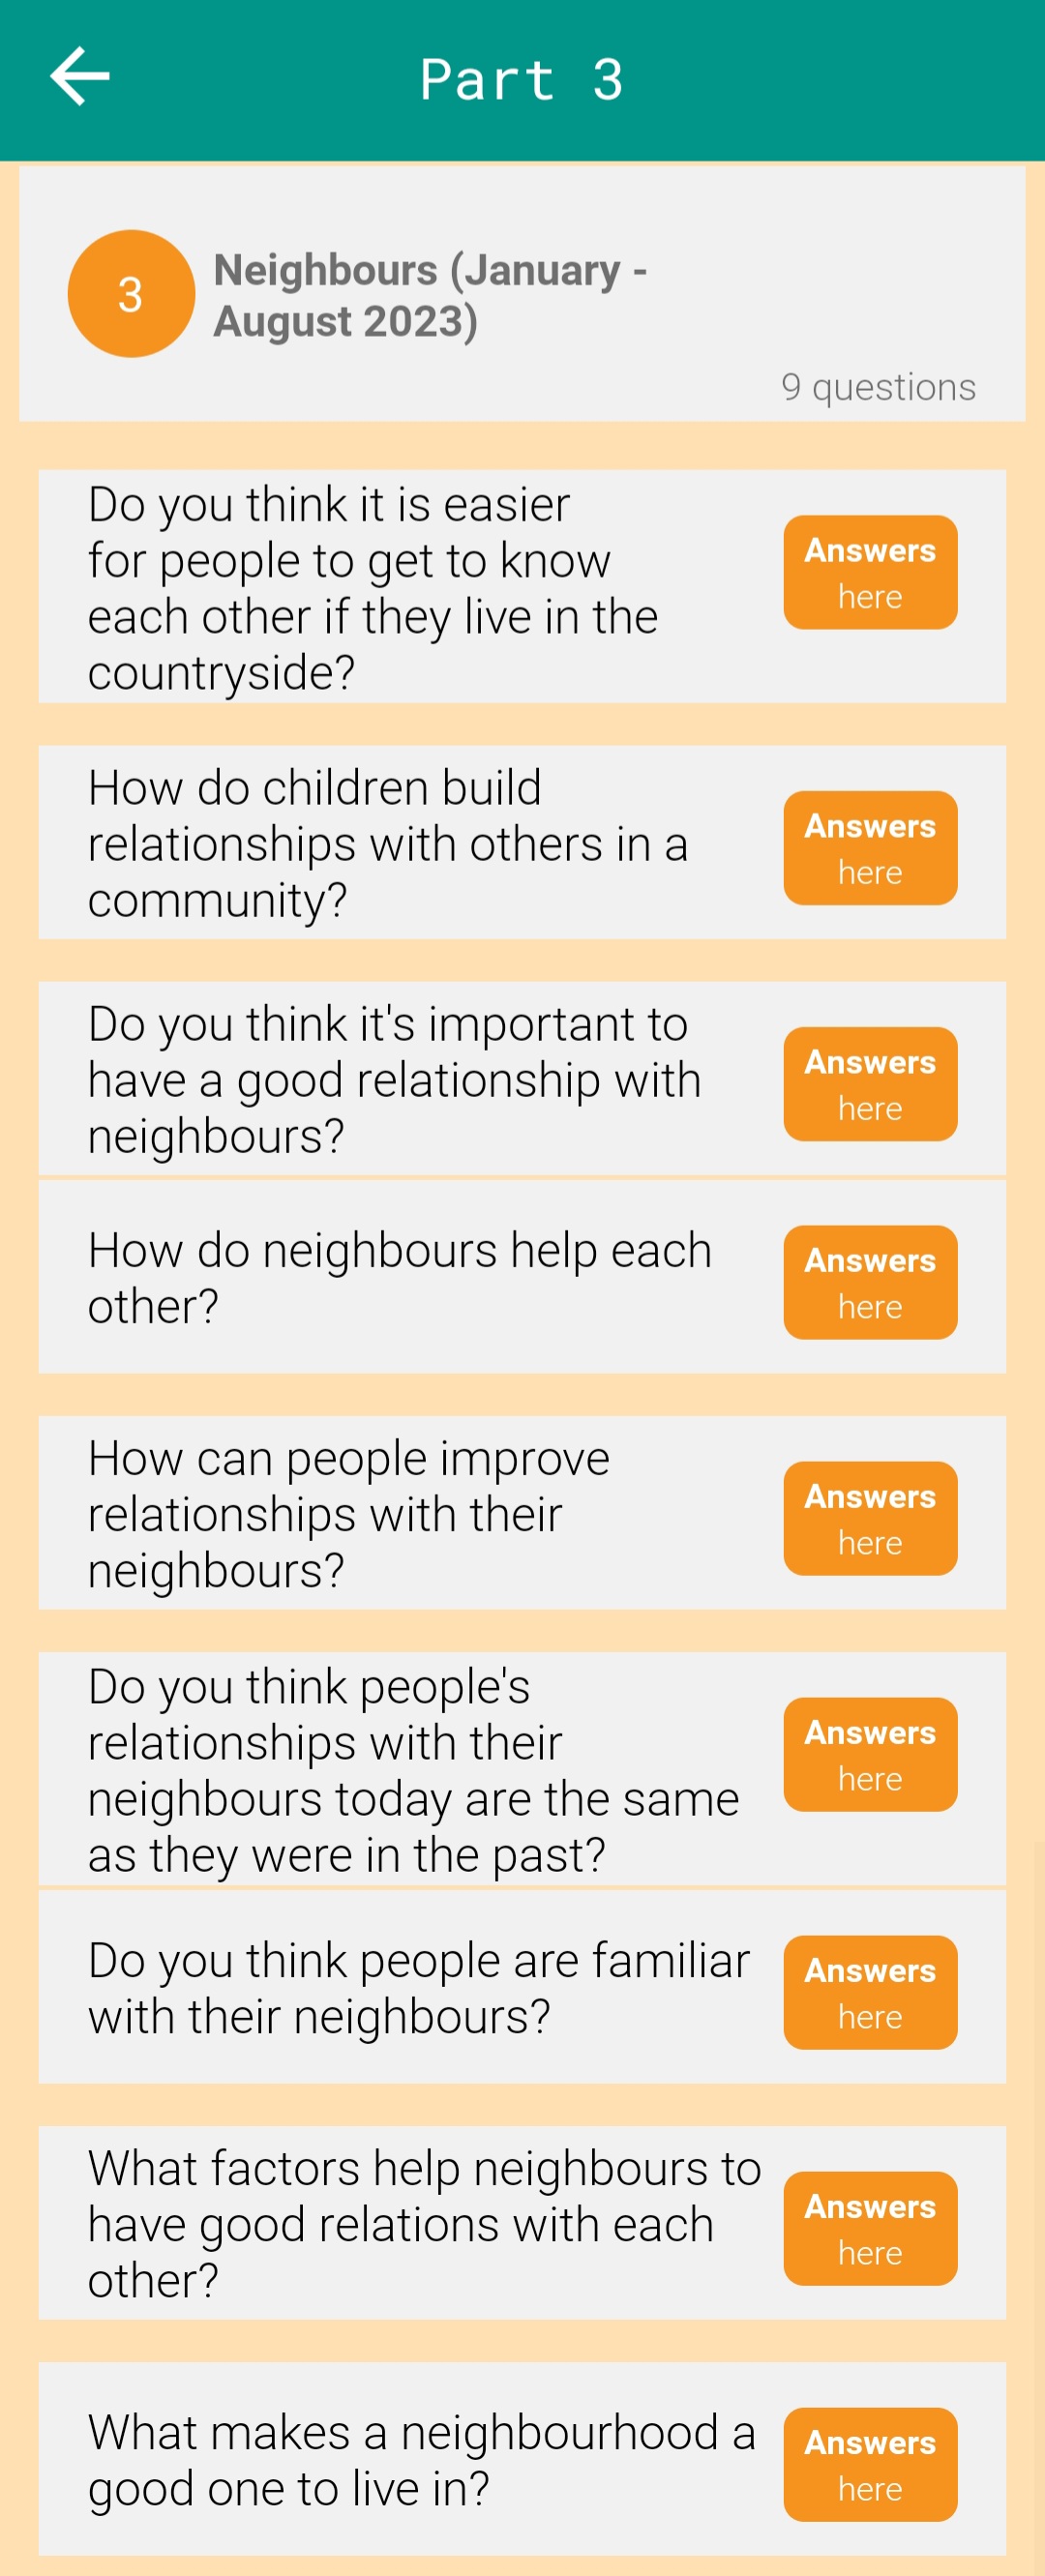 Part 3
3
Neighbours (January -
August 2023)
9 questions
Do you think it is easier
for people to get to know
each other if they live in the
countryside?
Answers
here
How do children build
relationships with others in a
community?
Answers
here
Do you think it's important to
have a good relationship with
neighbours?
Answers
here
How do neighbours help each
other?
Answers
here
How can people improve
relationships with their
neighbours?
Answers
here
Do you think people's
relationships with their
neighbours today are the same
as they were in the past?
Answers
here
Do you think people are familiar
with their neighbours?
Answers
here
What factors help neighbours to
have good relations with each
other?
Answers
here
What makes a neighbourhood a
good one to live in?
Answers
here